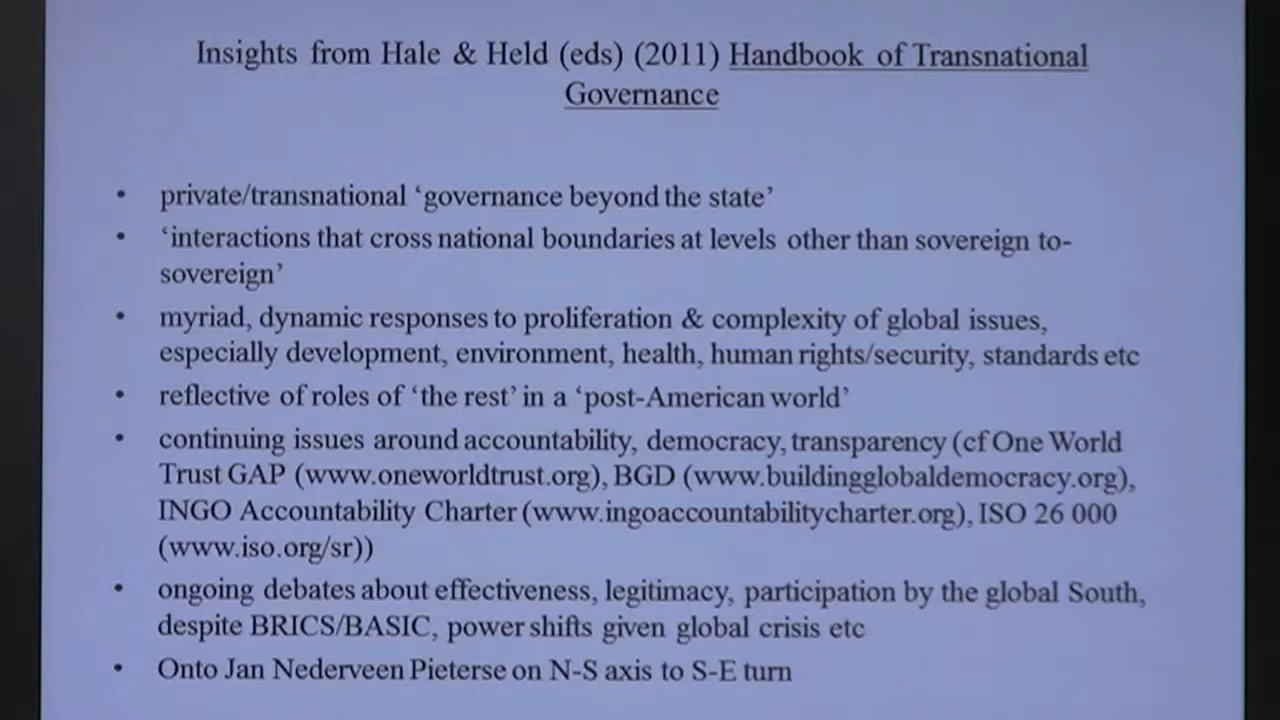 Insights from Hale & Held (eds) (2011) Handbook of Transnational
Governance
• private/transnational ‘governance beyond the state’
• ‘interactions that cross national boundaries at levels other than sovereign to-
sovereign’
• myriad, dynamic responses to proliferation & complexity of global issues,
especially development, environment, health, human rights/security, standards etc
• reflective of roles of ‘the rest’ in a ‘post-American world’
• continuing issues around accountability, democracy, transparency (cf One World
Trust GAP (www.oneworldtrust.org), BGD (www.buildingglobaldemocracy.org),
INGO Accountability Charter (www.ingoaccountabilitycharter.org), ISO 26 000
(www.iso.org/sr))
• ongoing debates about effectiveness, legitimacy, participation by the global South,
despite BRICS/BASIC, power shifts given global crisis etc
• Onto Jan Nederveen Pieterse on N-S axis to S-E turn